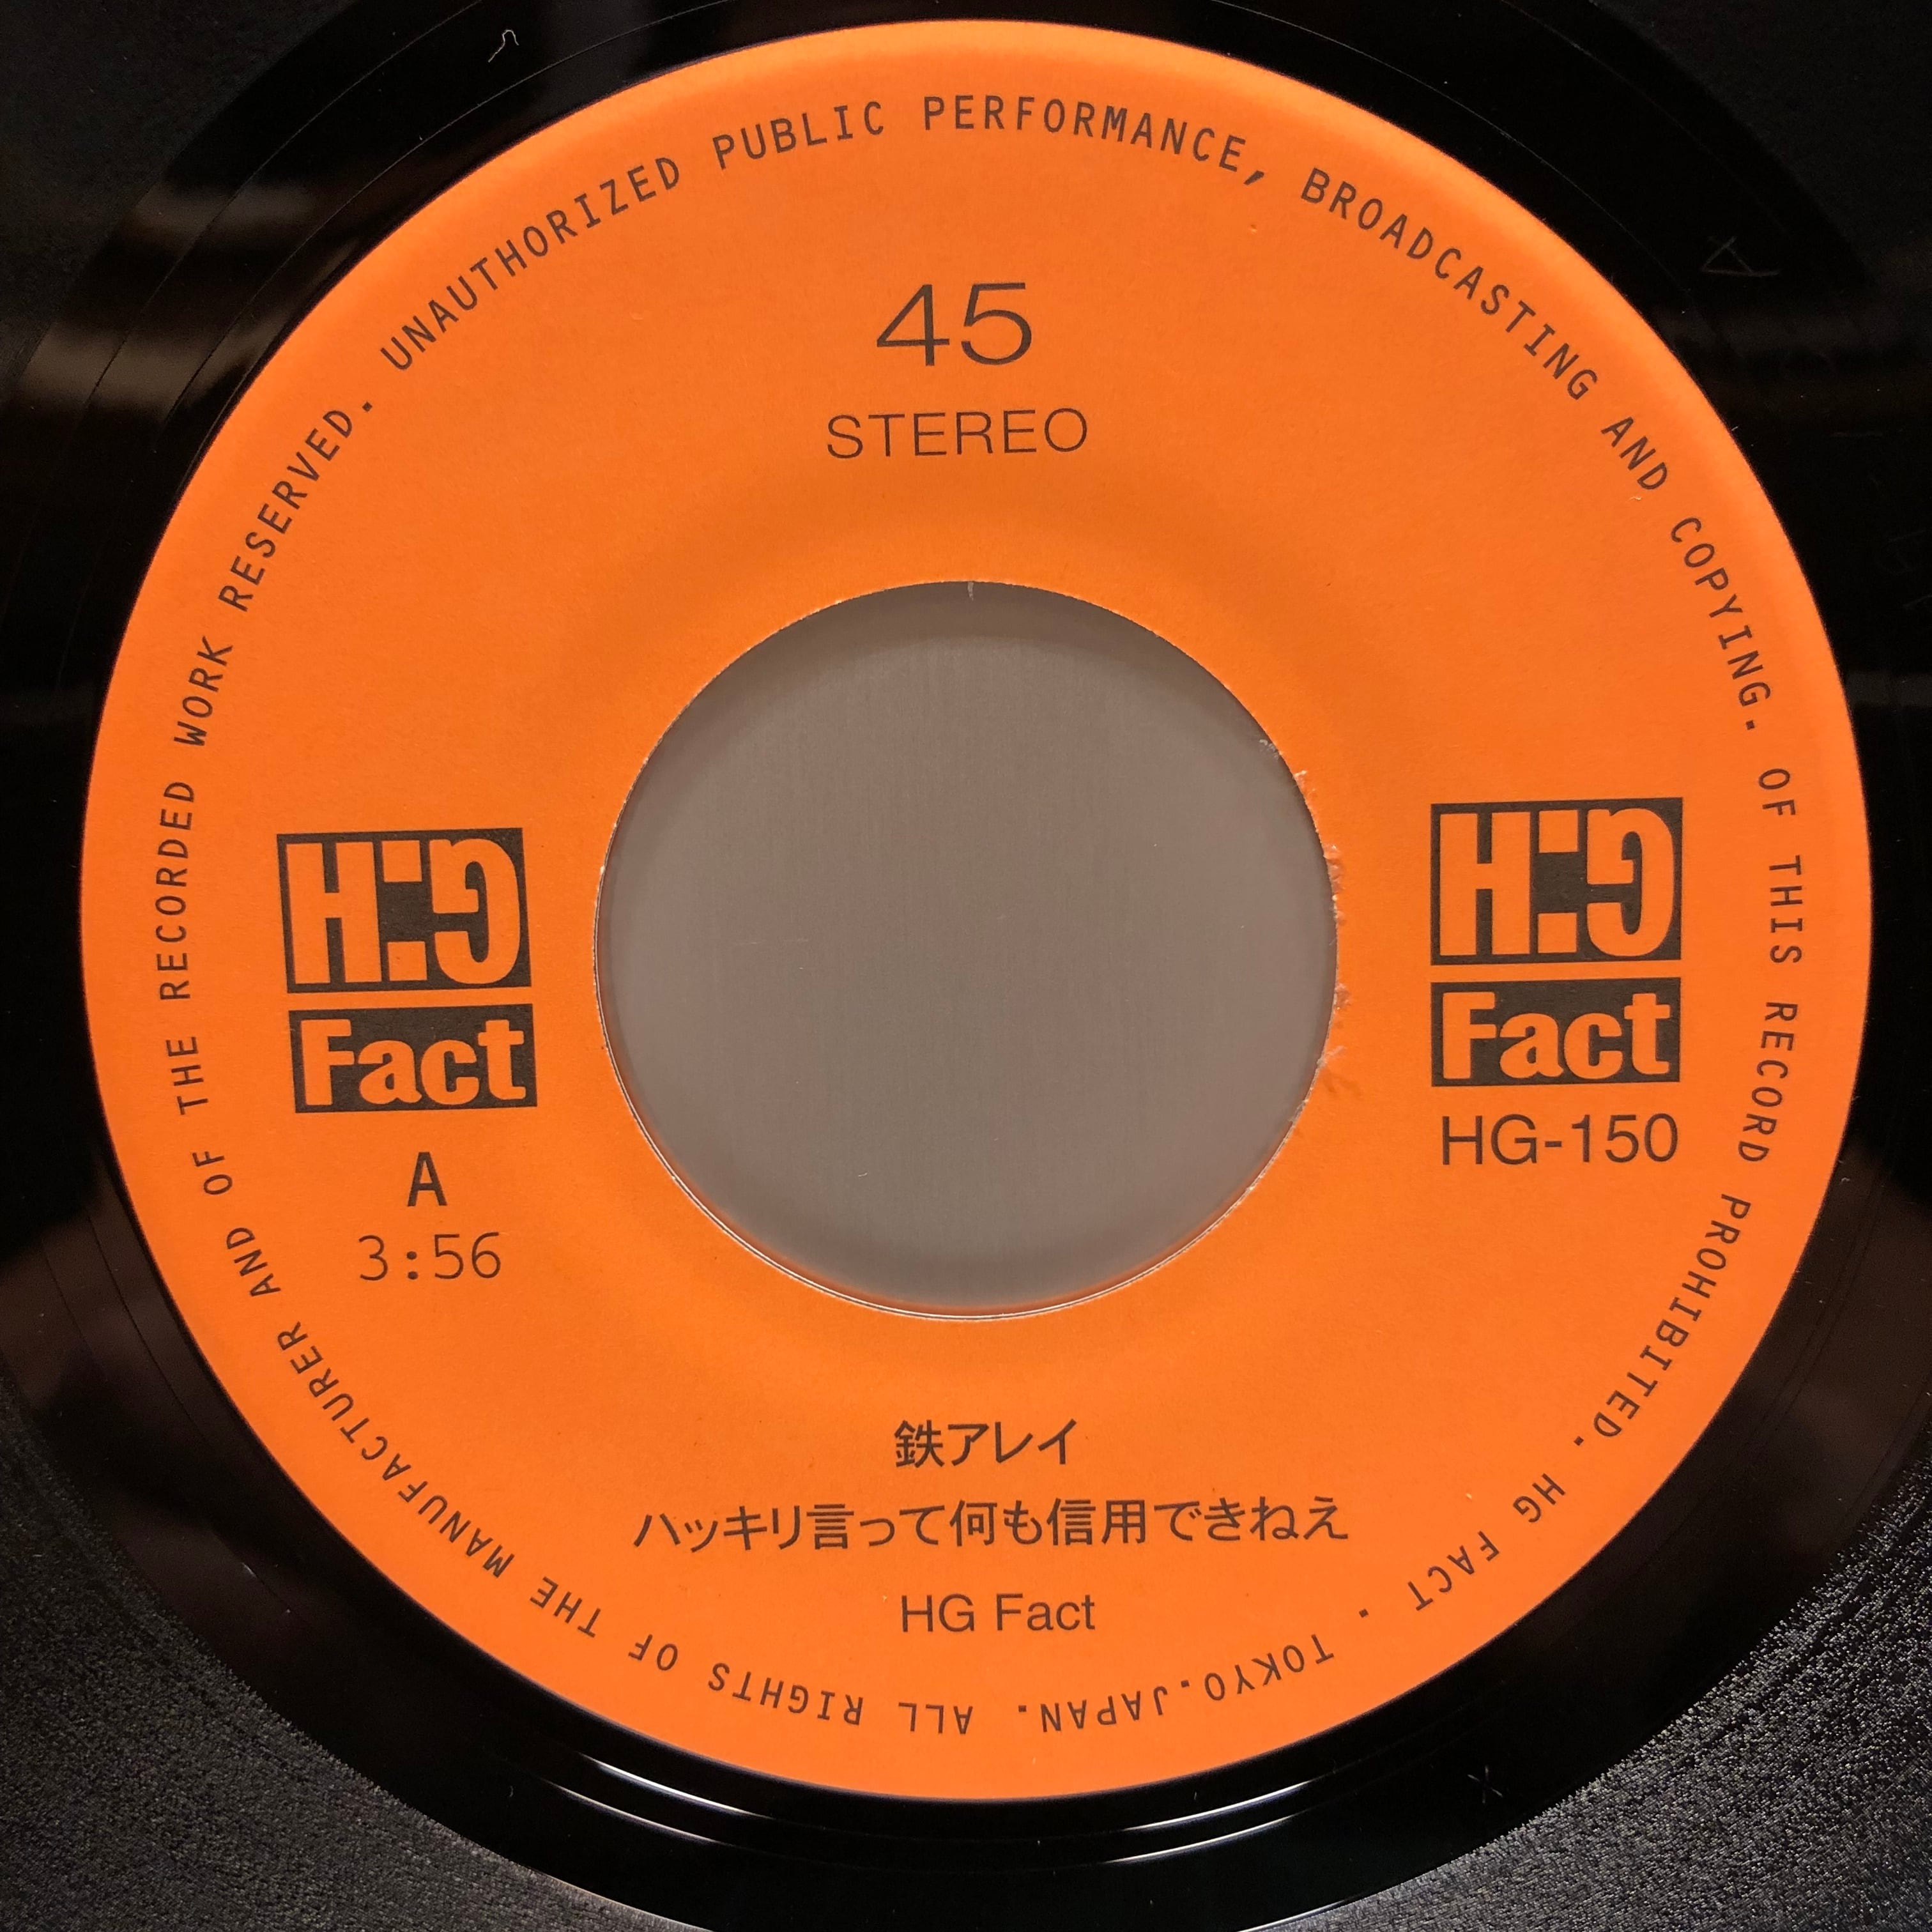 UNAUTHORIZED PUBLIC PERFORMANCE, BROADCASTING AND COPYING. OF THIS RECORD PROHIBITED. HG FACT . TOKYO.JAPAN. ALL RIGHTS OF THE MANUFACTURER AND OF THE RECORDED WORK RESERVED.
45
STEREO
H:G
Fact
A
3:56
H:G
Fact
HG-150
鉄アレイ
ハッキリ言って何も信用できねえ
HG Fact